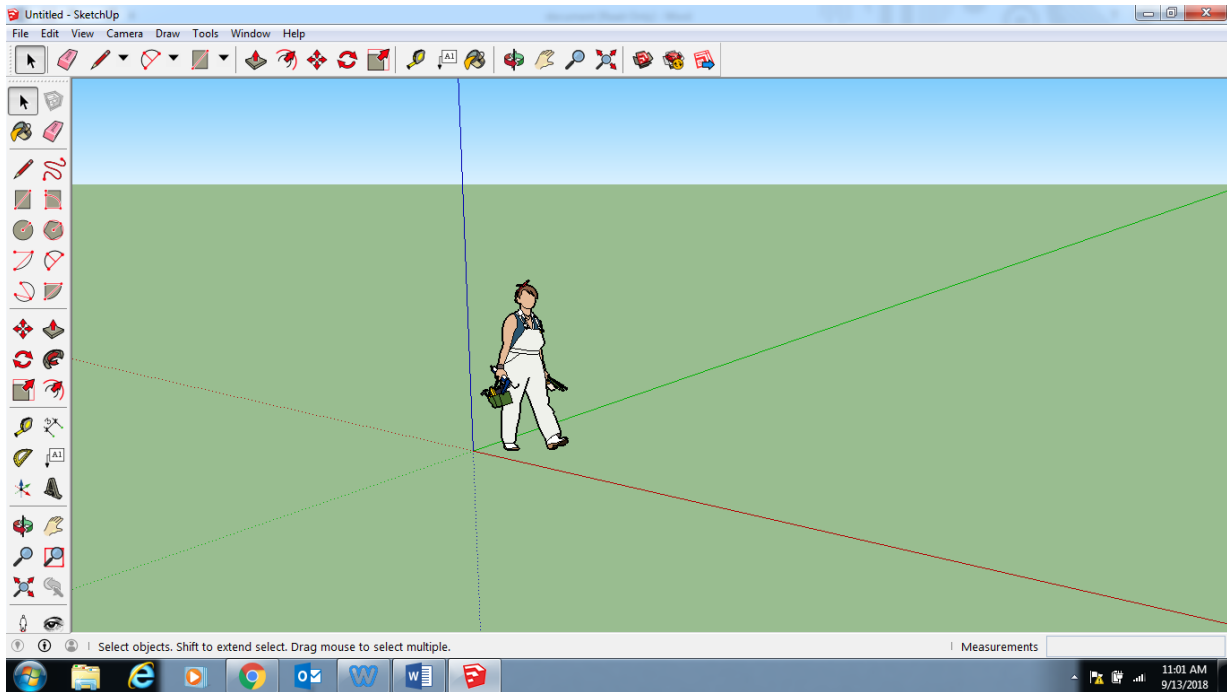 Untitled - SketchUp
File Edit View Camera Draw Tools Window Help
A1
A1
Select objects. Shift to extend select. Drag mouse to select multiple.
Measurements
11:01 AM
9/13/2018